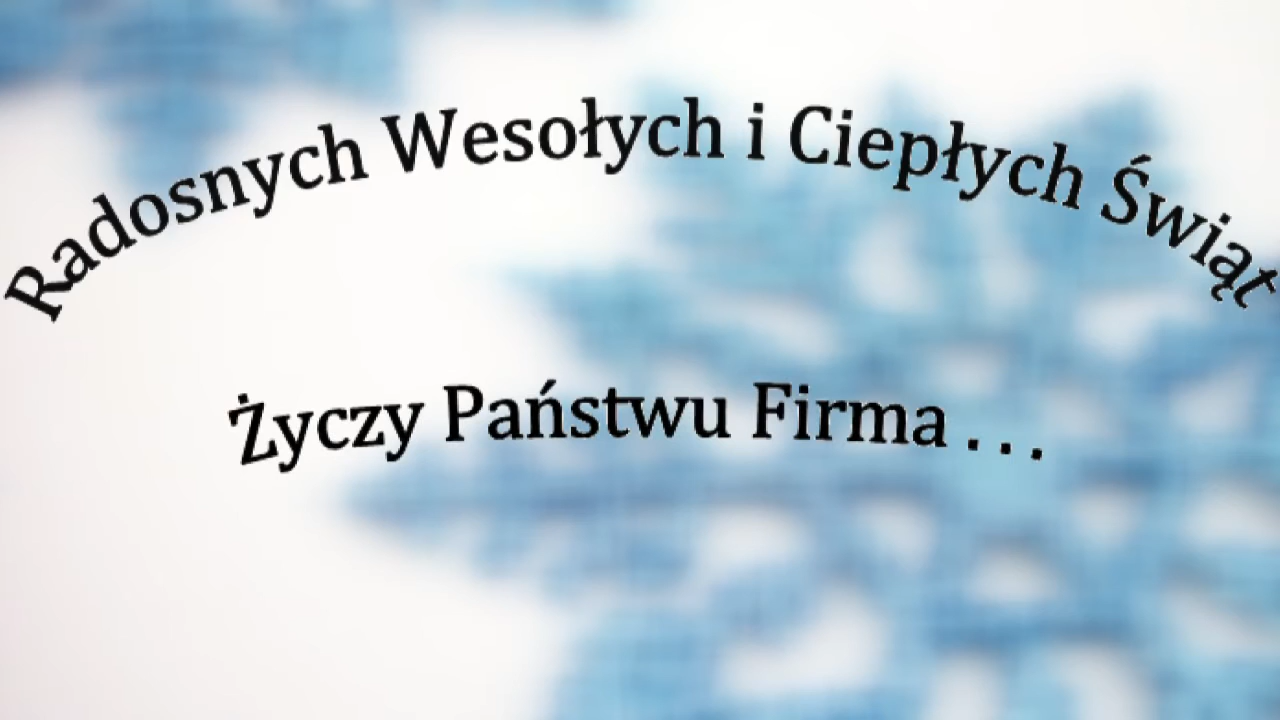 Radosnych Wesołych i Ciepłych Świąt
Życzy Państwu Firma . . .